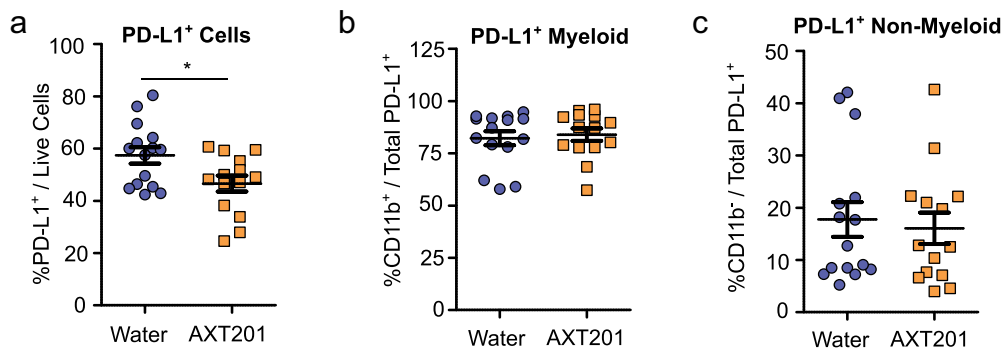 a
PD-L1⁺ Cells
%PD-L1⁺ / Live Cells
100
80
60
40
20
0
*
Water AXT201
b
PD-L1⁺ Myeloid
%CD11b⁺ / Total PD-L1⁺
125
100
75
50
25
0
Water AXT201
c
PD-L1⁺ Non-Myeloid
%CD11b⁻ / Total PD-L1⁺
50
40
30
20
10
0
Water AXT201